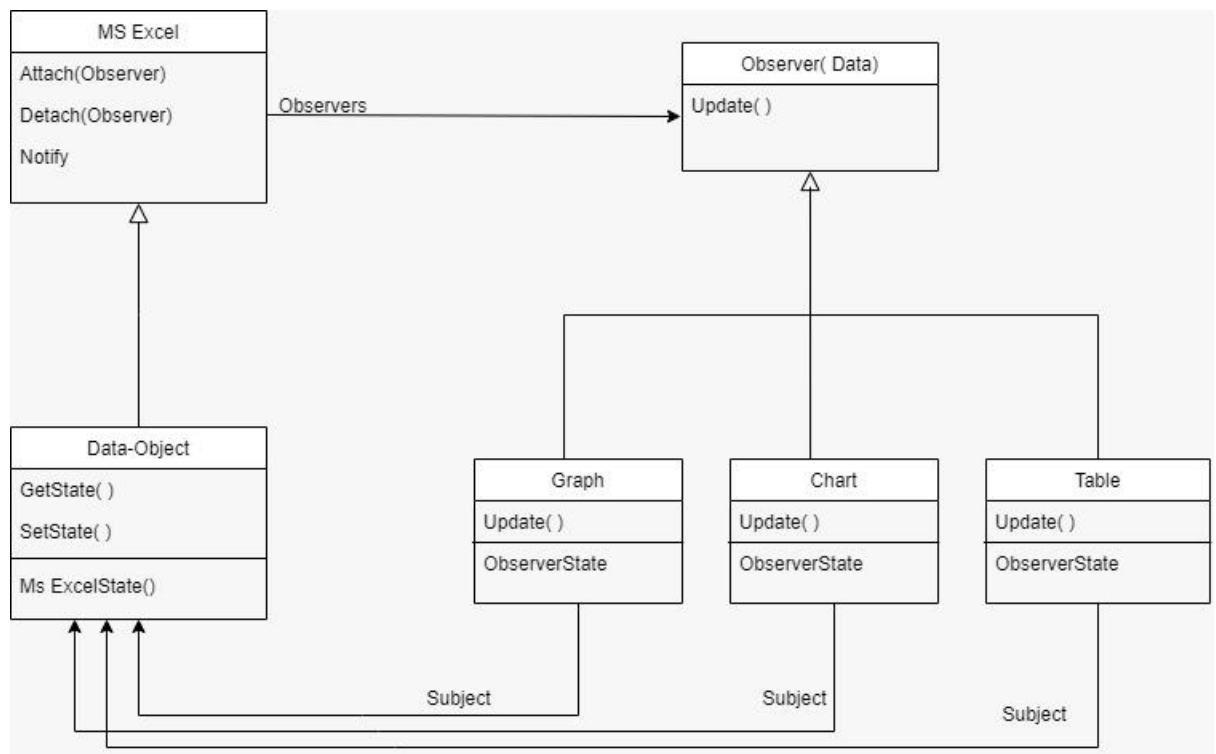 MS Excel
Attach(Observer)
Detach(Observer)
Notify
Observers
Observer( Data)
Update( )
Data-Object
GetState( )
SetState( )
Ms ExcelState()
Graph
Update( )
ObserverState
Chart
Update( )
ObserverState
Table
Update( )
ObserverState
Subject
Subject
Subject